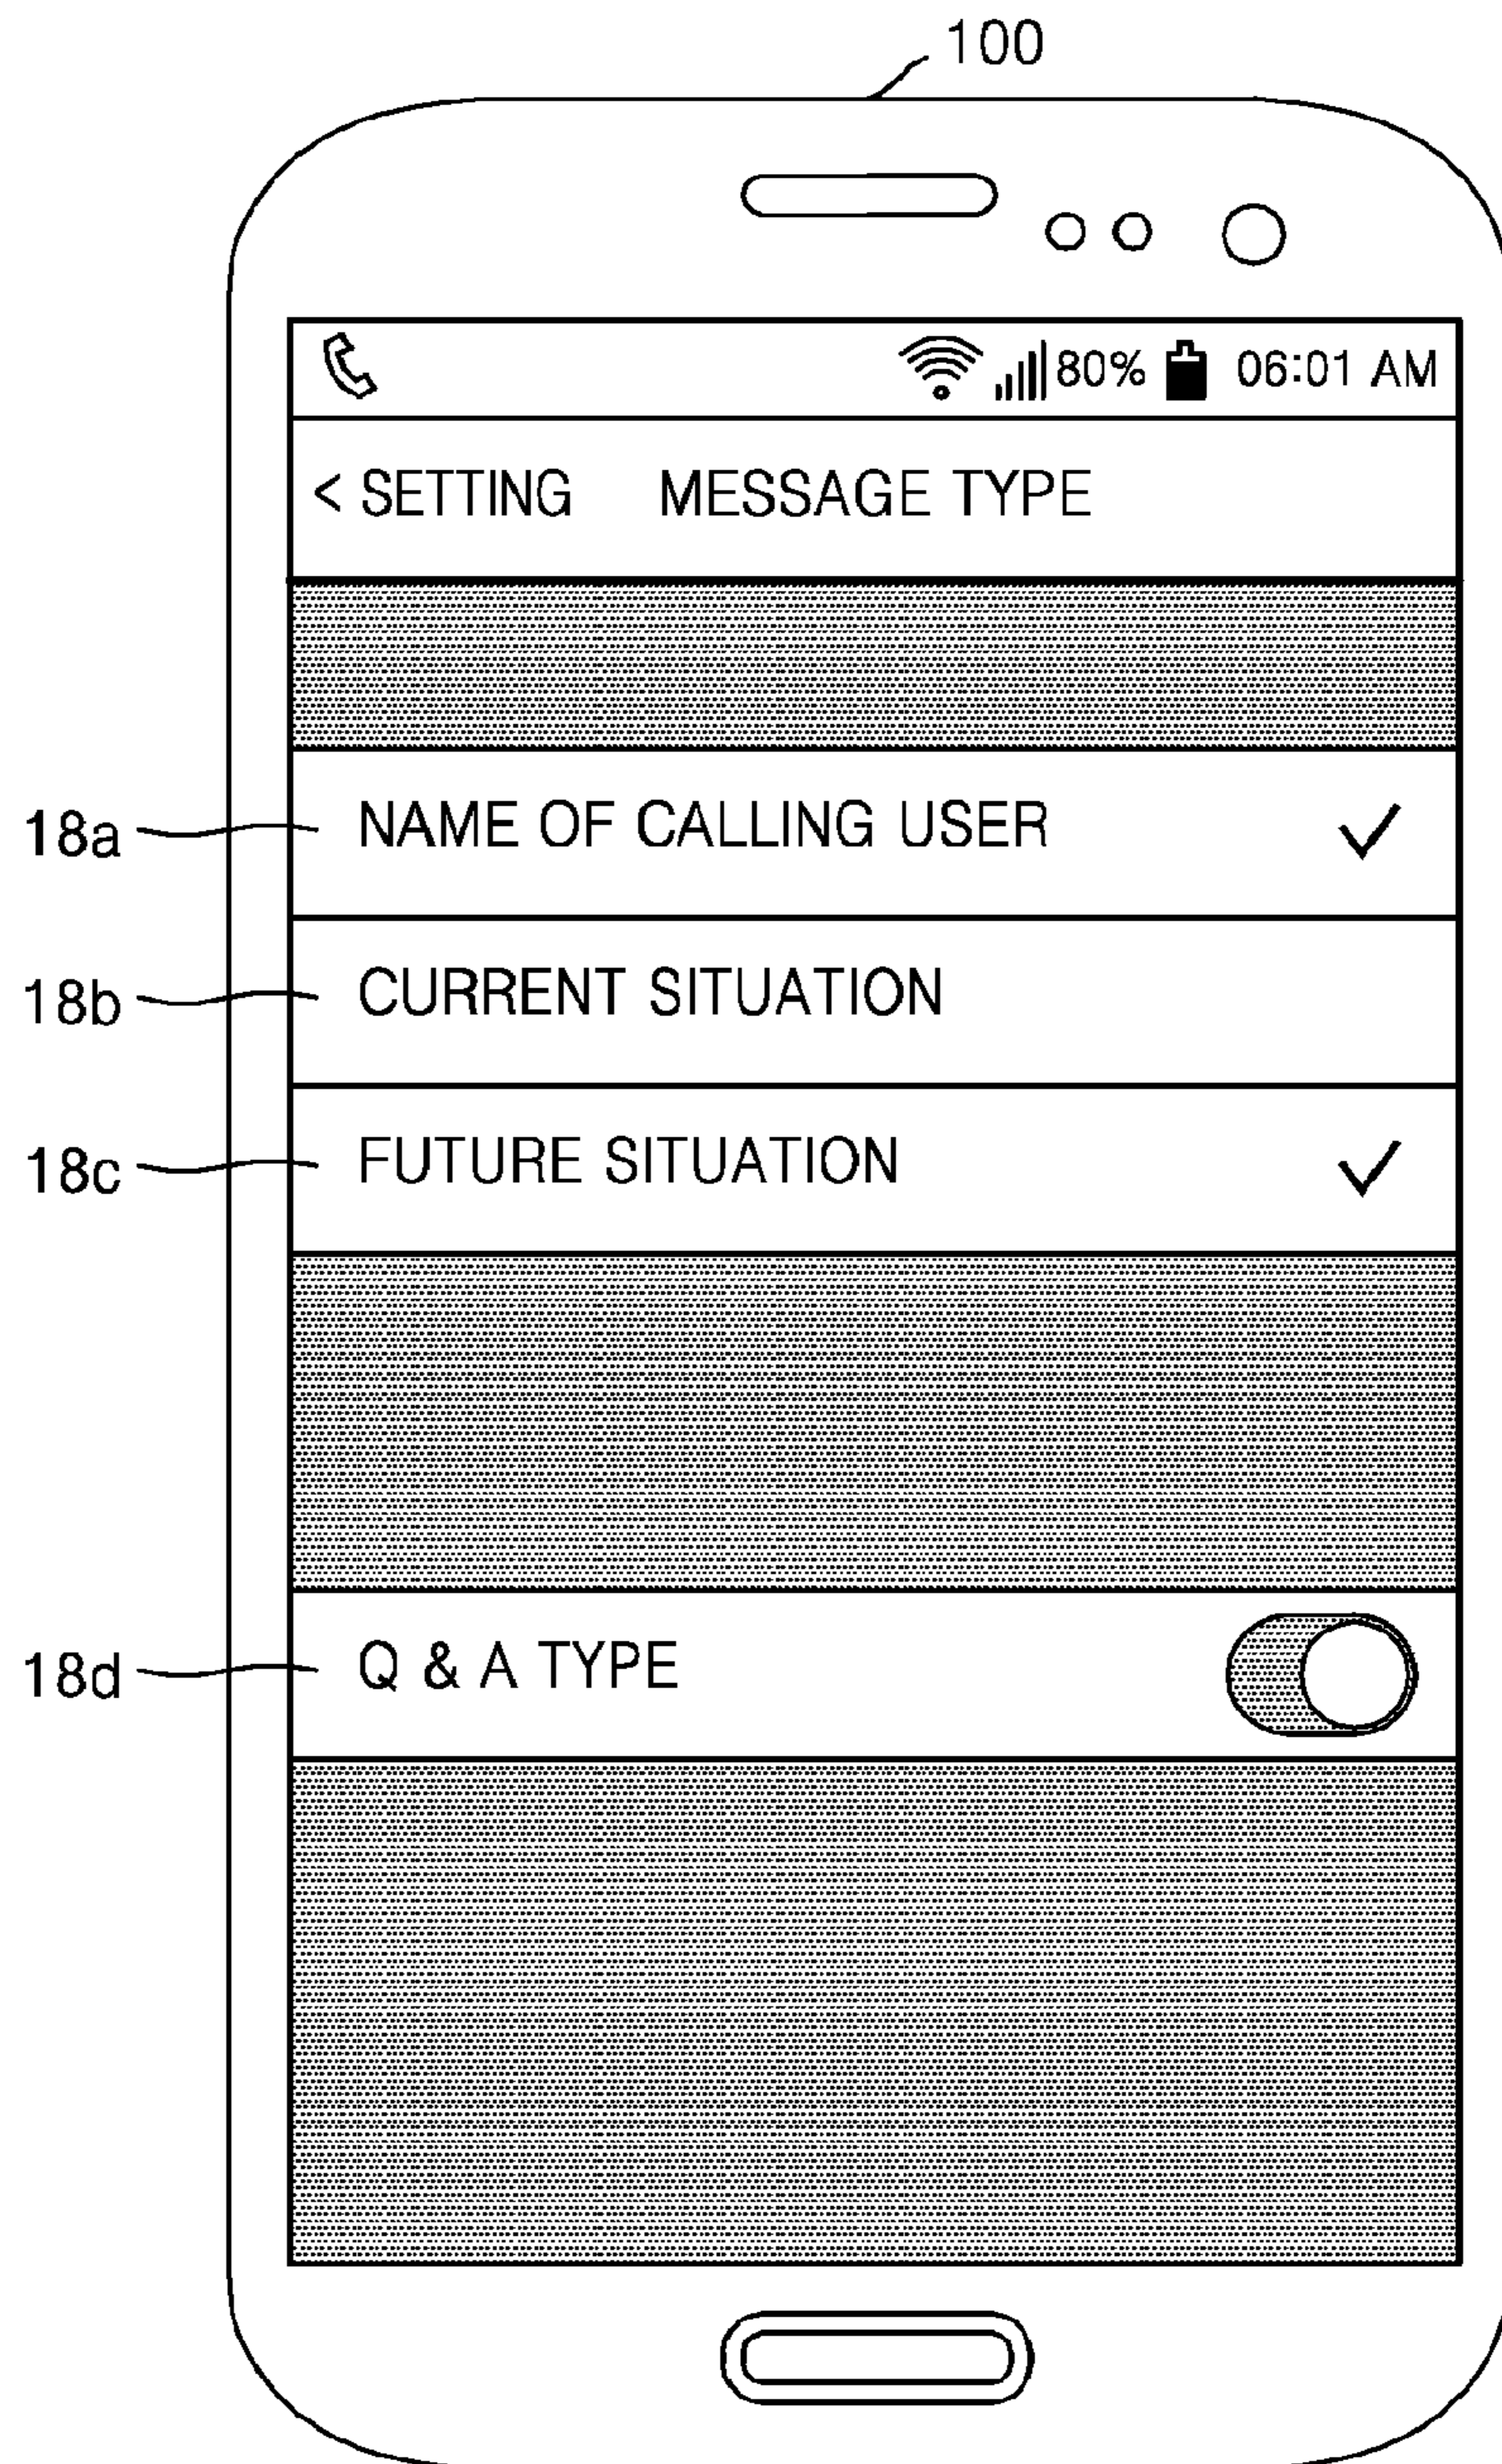 100
80% 06:01 AM
< SETTING MESSAGE TYPE
18a NAME OF CALLING USER
18b CURRENT SITUATION
18c FUTURE SITUATION
18d Q & A TYPE